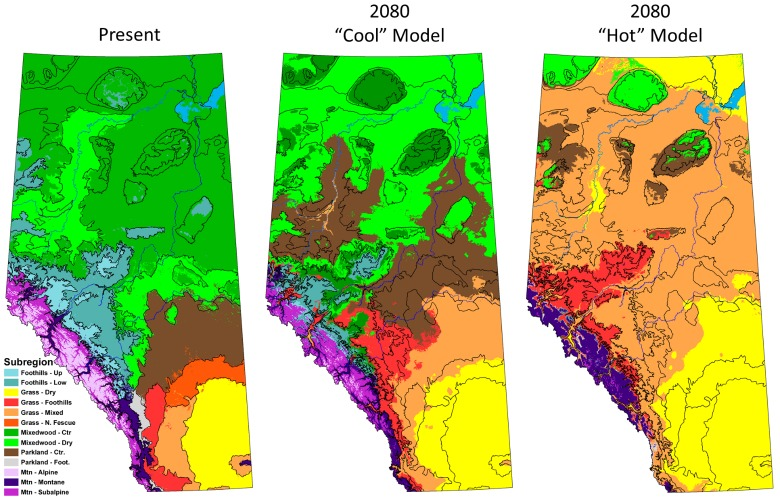 Present
2080
“Cool” Model
2080
“Hot” Model
Subregion
Foothills - Up
Foothills - Low
Grass - Dry
Grass - Foothills
Grass - Mixed
Grass - N. Fescue
Mixedwood - Ctr
Mixedwood - Dry
Parkland - Ctr.
Parkland - Foot.
Mtn - Alpine
Mtn - Montane
Mtn - Subalpine